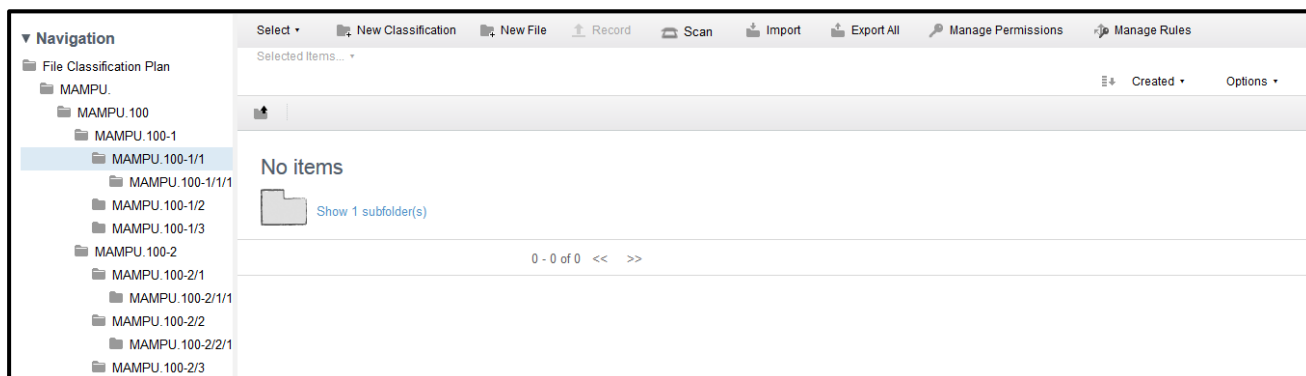 ▾ Navigation
File Classification Plan
MAMPU.
MAMPU.100
MAMPU.100-1
MAMPU.100-1/1
MAMPU.100-1/1/1
MAMPU.100-1/2
MAMPU.100-1/3
MAMPU.100-2
MAMPU.100-2/1
MAMPU.100-2/1/1
MAMPU.100-2/2
MAMPU.100-2/2/1
MAMPU.100-2/3
Select ▾ New Classification New File Record Scan Import Export All Manage Permissions Manage Rules
Selected Items... ▾
Created ▾ Options ▾
No items
Show 1 subfolder(s)
0 - 0 of 0 << >>